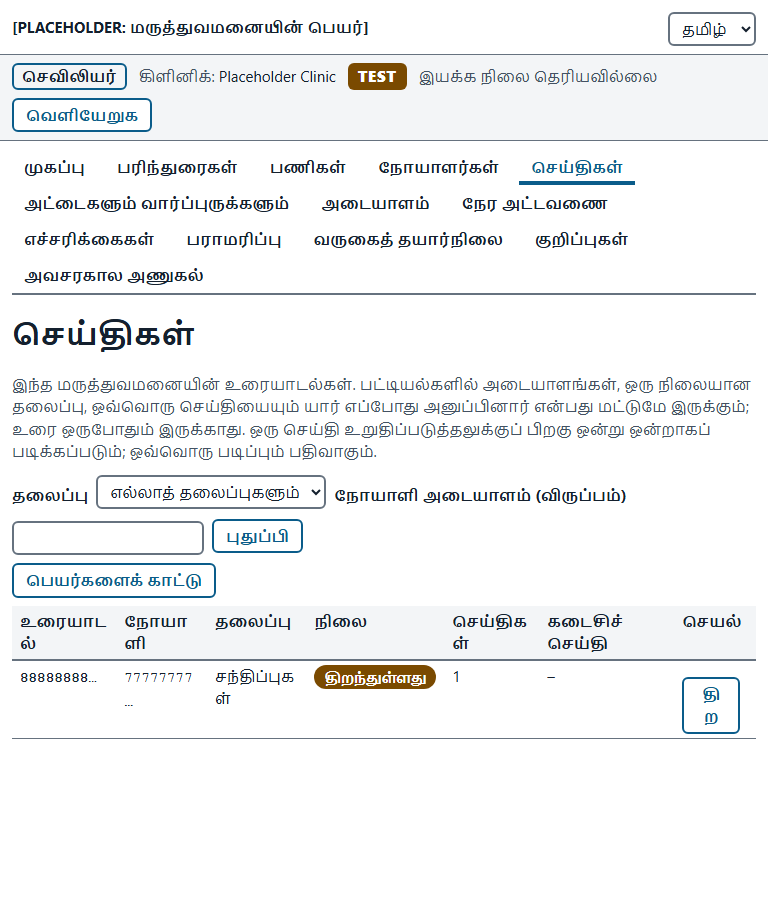 [PLACEHOLDER: மருத்துவமனையின் பெயர்]
தமிழ்
செவிலியர் கிளினிக்: Placeholder Clinic TEST இயக்க நிலை தெரியவில்லை
வெளியேறுக
முகப்பு பரிந்துரைகள் பணிகள் நோயாளர்கள் செய்திகள்
அட்டைகளும் வார்ப்புருக்களும் அடையாளம் நேர அட்டவணை
எச்சரிக்கைகள் பராமரிப்பு வருகைத் தயார்நிலை குறிப்புகள்
அவசரகால அணுகல்
செய்திகள்
இந்த மருத்துவமனையின் உரையாடல்கள். பட்டியல்களில் அடையாளங்கள், ஒரு நிலையான
தலைப்பு, ஒவ்வொரு செய்தியையும் யார் எப்போது அனுப்பினார் என்பது மட்டுமே இருக்கும்;
உரை ஒருபோதும் இருக்காது. ஒரு செய்தி உறுதிப்படுத்தலுக்குப் பிறகு ஒன்று ஒன்றாகப்
படிக்கப்படும்; ஒவ்வொரு படிப்பும் பதிவாகும்.
தலைப்பு எல்லாத் தலைப்புகளும் நோயாளி அடையாளம் (விருப்பம்)
புதுப்பி
பெயர்களைக் காட்டு
உரையாட நோயா தலைப்பு நிலை செய்திக கடைசிச் செயல்
ல் ளி ள் செய்தி
88888888… 77777777 சந்திப்புக திறந்துள்ளது 1 –
… ள் தி
ற